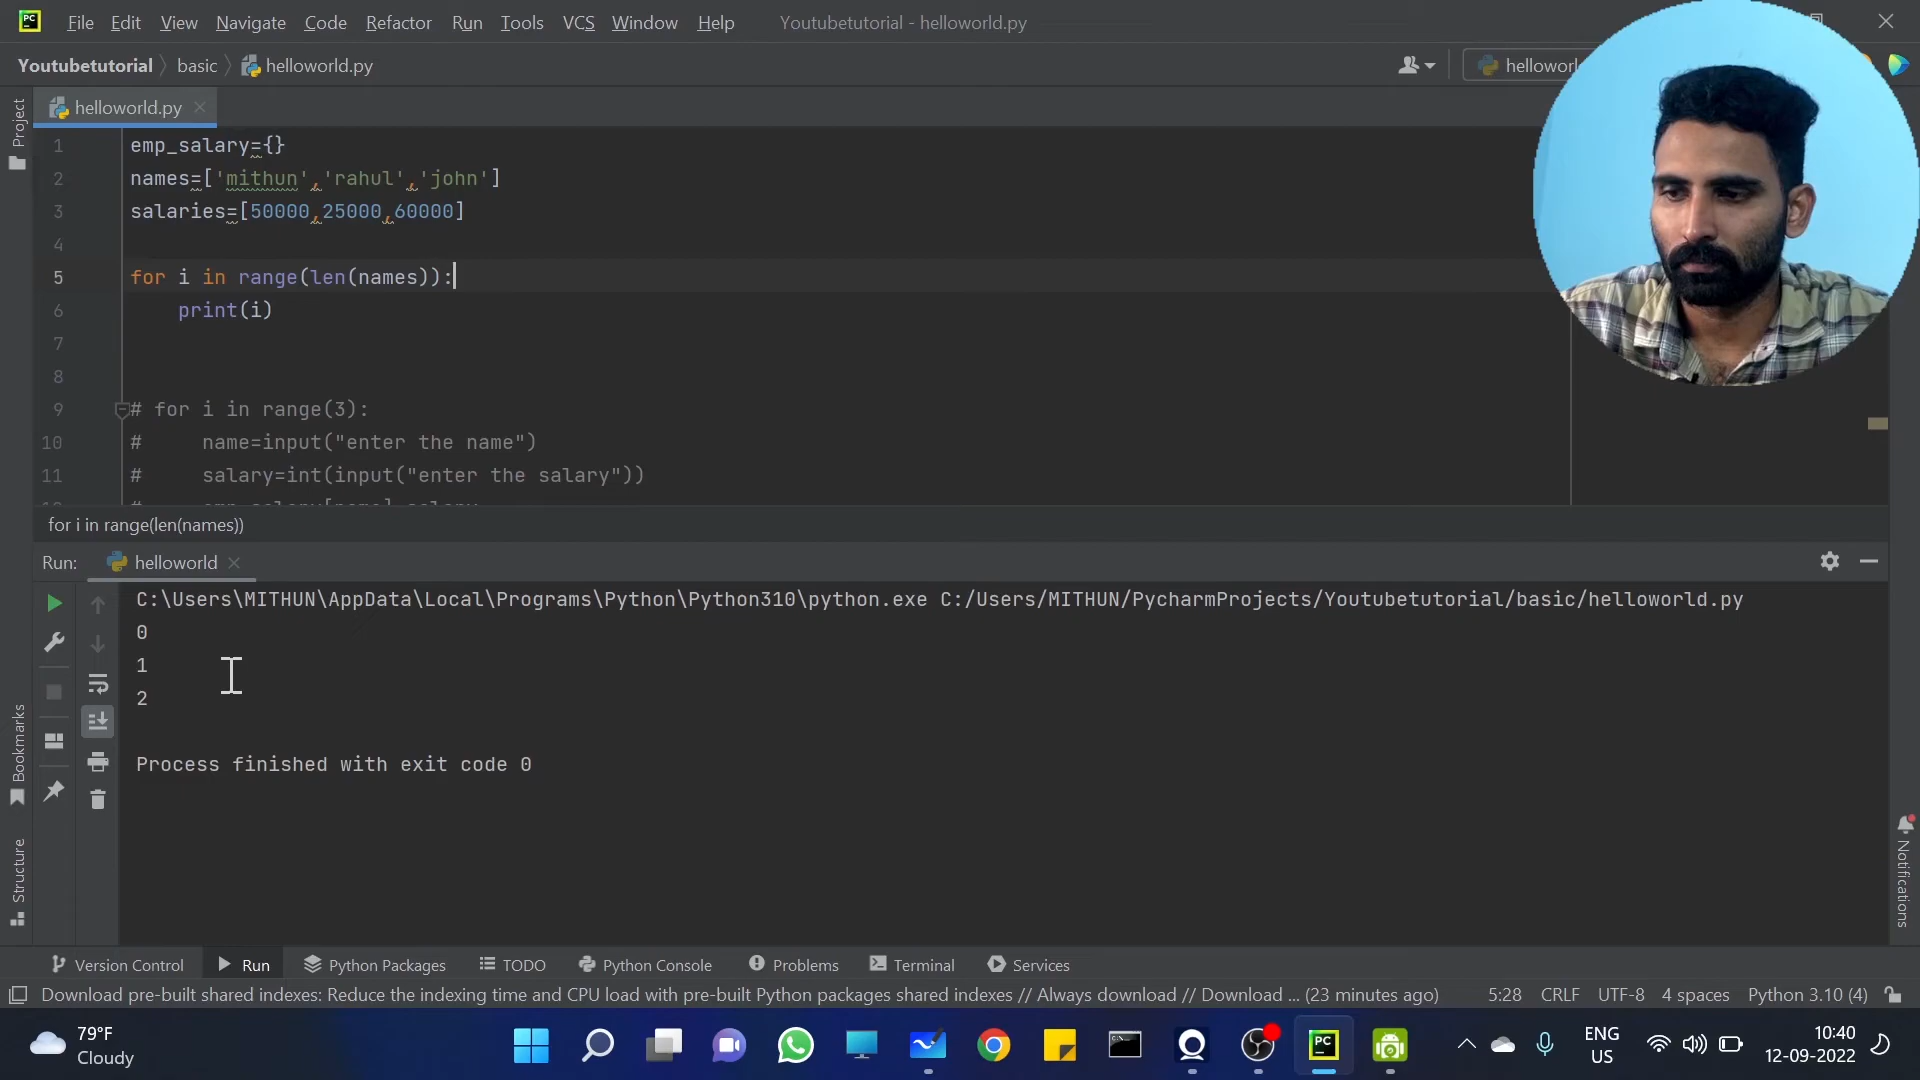 File Edit View Navigate Code Refactor Run Tools VCS Window Help Youtubetutorial - helloworld.py
Youtubetutorial basic helloworld.py
helloworld.py
Project
1 emp_salary={}
2 names=['mithun','rahul','john']
3 salaries=[50000,25000,60000]
4
5 for i in range(len(names)):
6 print(i)
7
8
9 # for i in range(3):
10 # name=input("enter the name")
11 # salary=int(input("enter the salary"))
for i in range(len(names))
Run: helloworld
C:\Users\MITHUN\AppData\Local\Programs\Python\Python310\python.exe C:/Users/MITHUN/PycharmProjects/Youtubetutorial/basic/helloworld.py
0
1
2
Process finished with exit code 0
Bookmarks
Structure
Notifications
Version Control Run Python Packages TODO Python Console Problems Terminal Services
Download pre-built shared indexes: Reduce the indexing time and CPU load with pre-built Python packages shared indexes // Always download // Download ... (23 minutes ago) 5:28 CRLF UTF-8 4 spaces Python 3.10 (4)
79°F
Cloudy
PC
ENG
US
10:40
12-09-2022